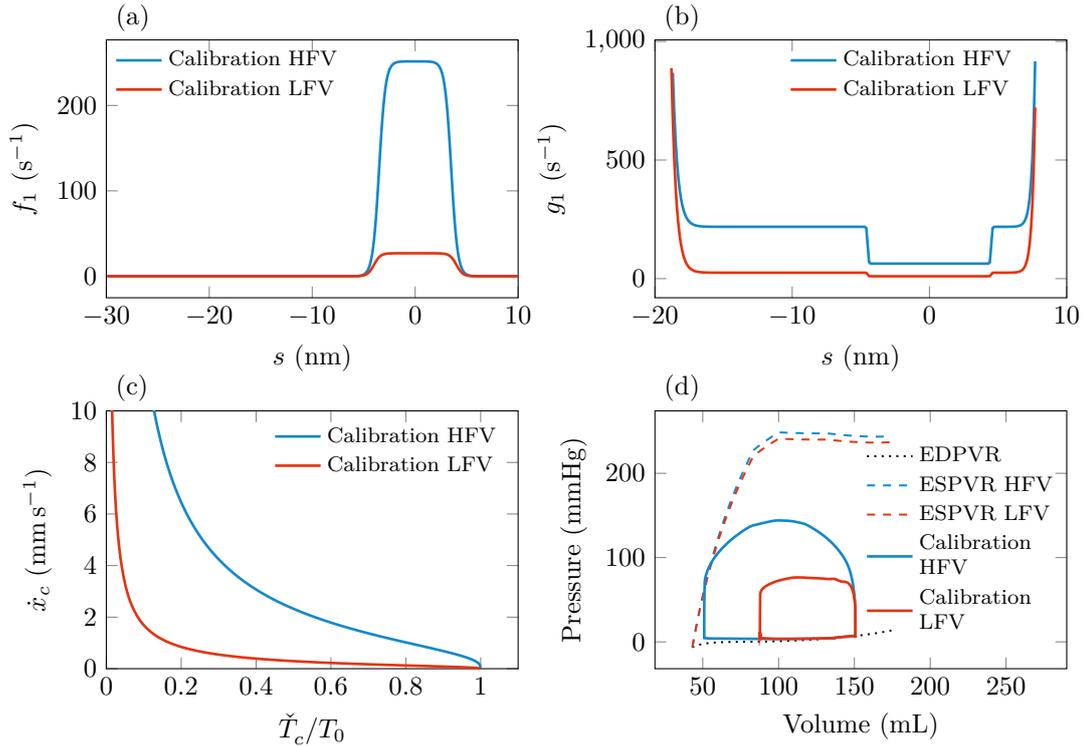 (a)
Calibration HFV
Calibration LFV
200
100
0
f₁ (s⁻¹)
−30
−20
−10
0
10
s (nm)
(b)
Calibration HFV
Calibration LFV
1,000
500
0
g₁ (s⁻¹)
−20
−10
0
10
s (nm)
(c)
Calibration HFV
Calibration LFV
10
8
6
4
2
0
ẋ_c (mm s⁻¹)
0
0.2
0.4
0.6
0.8
1
Ť_c/T₀
(d)
EDPVR
ESPVR HFV
ESPVR LFV
Calibration
HFV
Calibration
LFV
200
100
0
Pressure (mmHg)
50
100
150
200
250
Volume (mL)